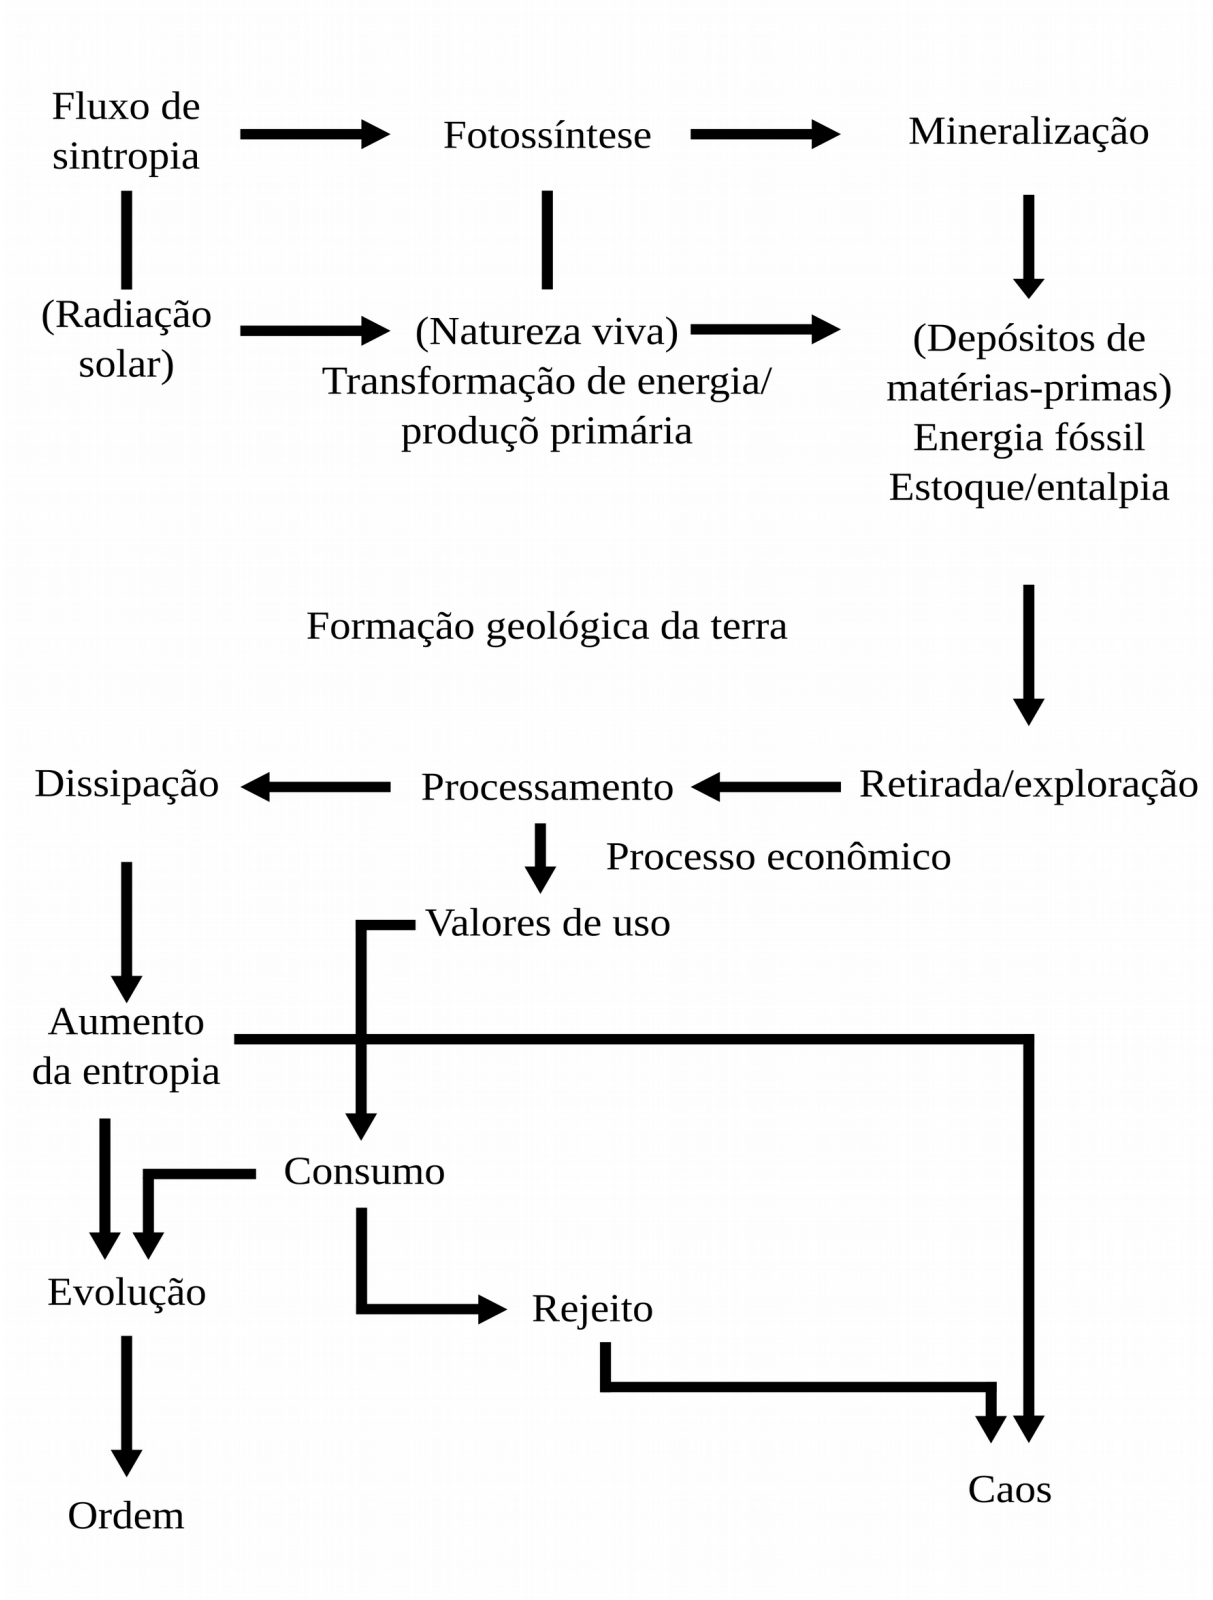 Fluxo de
sintropia
Fotossíntese
Mineralização
(Radiação
solar)
(Natureza viva)
Transformação de energia/
produçõ primária
(Depósitos de
matérias-primas)
Energia fóssil
Estoque/entalpia
Formação geológica da terra
Dissipação
Processamento
Retirada/exploração
Processo econômico
Valores de uso
Aumento
da entropia
Consumo
Evolução
Rejeito
Caos
Ordem